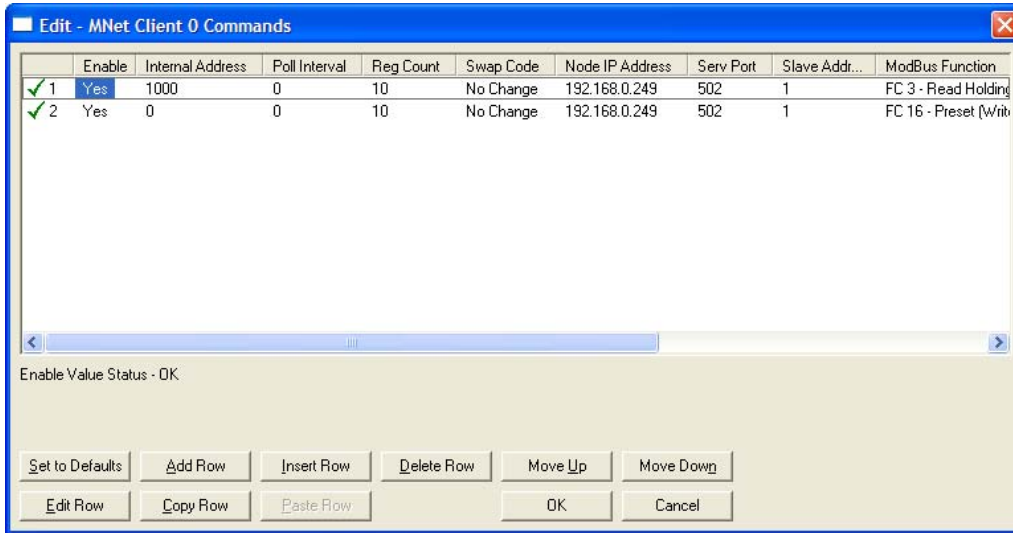 Edit - MNet Client 0 Commands
Enable Internal Address Poll Interval Reg Count Swap Code Node IP Address Serv Port Slave Addr... ModBus Function
1 Yes 1000 0 10 No Change 192.168.0.249 502 1 FC 3 - Read Holding
2 Yes 0 0 10 No Change 192.168.0.249 502 1 FC 16 - Preset (Writ
Enable Value Status - OK
Set to Defaults Add Row Insert Row Delete Row Move Up Move Down
Edit Row Copy Row Paste Row OK Cancel